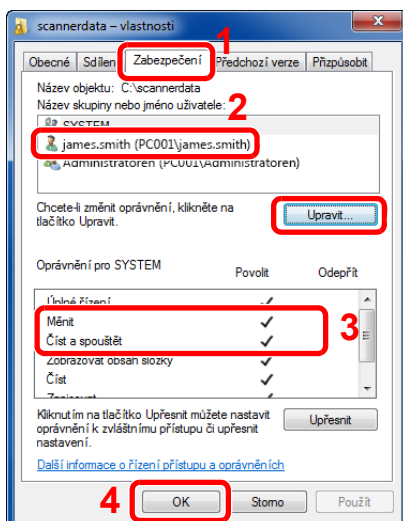 scannerdata – vlastnosti
1
Obecné Sdílen Zabezpečení Předchozí verze Přizpůsobit
Název objektu: C:\scannerdata
Název skupiny nebo jméno uživatele:
2
SYSTEM
james.smith (PC001\james.smith)
Administratoren (PC001\Administratoren)
Chcete-li změnit oprávnění, klikněte na
tlačítko Upravit.
Upravit...
Oprávnění pro SYSTEM Povolit Odepřít
Úplné řízení
Měnit
3
Číst a spouštět
Zobrazovat obsah složky
Číst
Zapisovat
Kliknutím na tlačítko Upřesnit můžete nastavit
oprávnění k zvláštnímu přístupu či upřesnit
nastavení.
Upřesnit
Další informace o řízení přístupu a oprávněních
4
OK Storno Použít